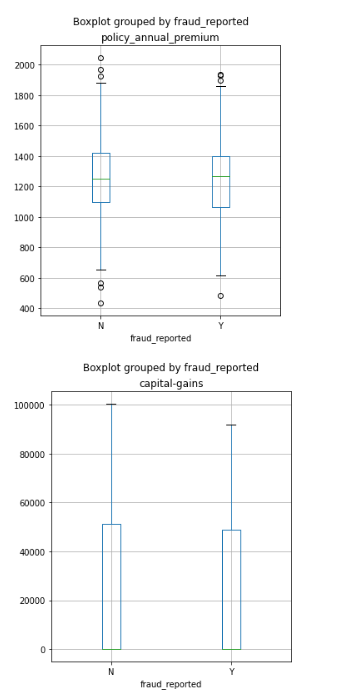 Boxplot grouped by fraud_reported
policy_annual_premium
2000
1800
1600
1400
1200
1000
800
600
400
N Y
fraud_reported
Boxplot grouped by fraud_reported
capital-gains
100000
80000
60000
40000
20000
0
N Y
fraud_reported